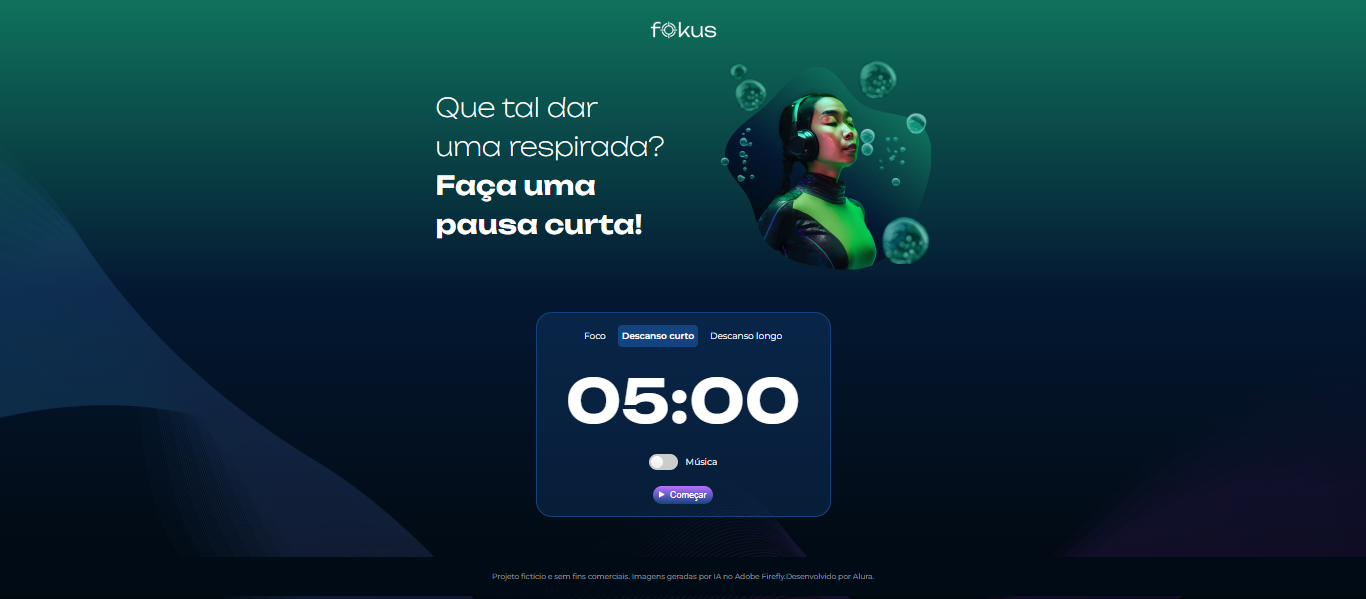 fokus
Que tal dar
uma respirada?
Faça uma
pausa curta!
Foco Descanso curto Descanso longo
05:00
Música
Começar
Projeto fictício e sem fins comerciais. Imagens geradas por IA no Adobe Firefly.Desenvolvido por Alura.